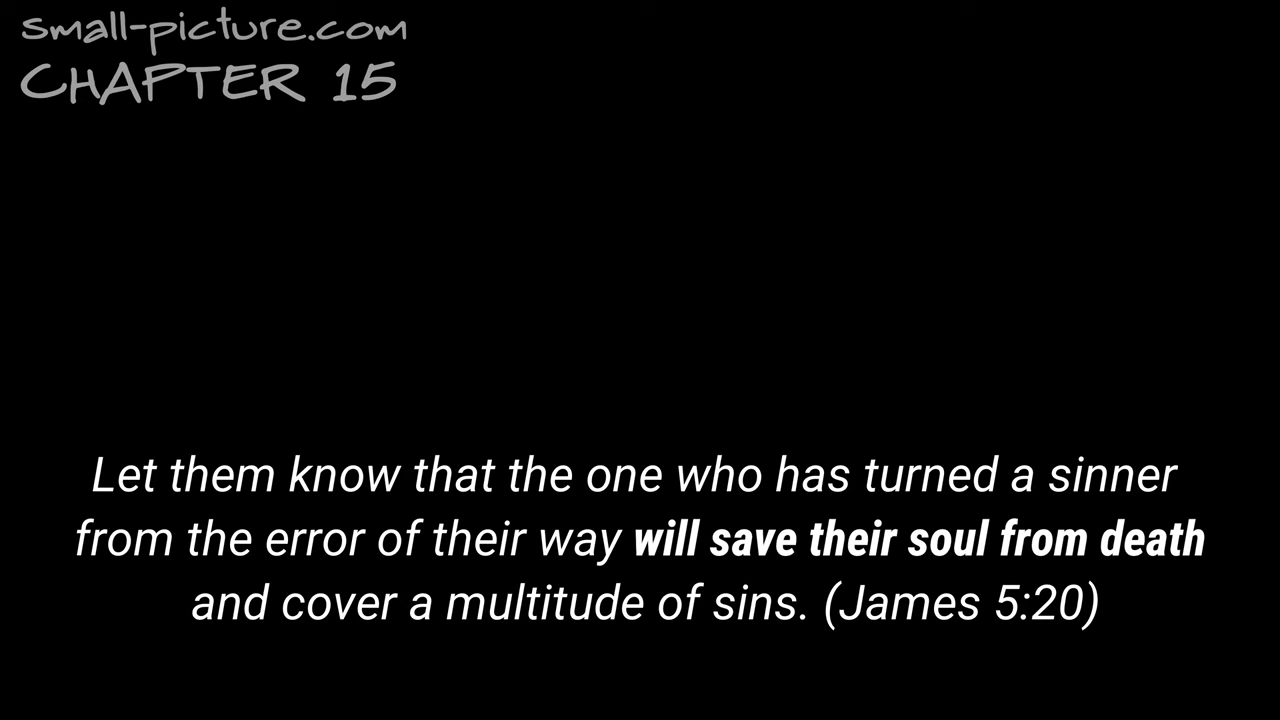 small-picture.com
CHAPTER 15
Let them know that the one who has turned a sinner
from the error of their way will save their soul from death
and cover a multitude of sins. (James 5:20)